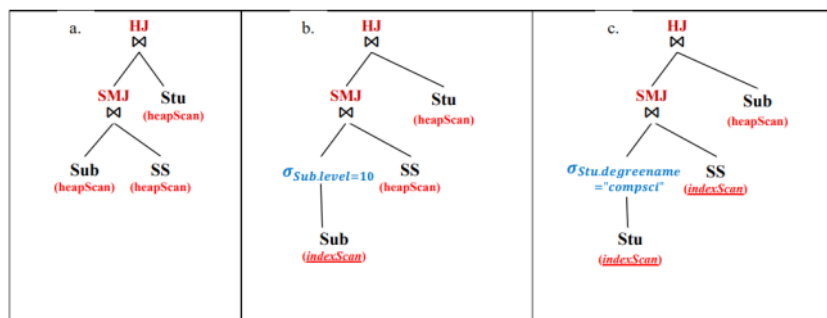 a.
HJ
⋈
SMJ
⋈
Stu
(heapScan)
Sub
(heapScan)
SS
(heapScan)
b.
HJ
⋈
SMJ
⋈
Stu
(heapScan)
σSub.level=10
SS
(heapScan)
Sub
(indexScan)
c.
HJ
⋈
SMJ
⋈
Sub
(heapScan)
σStu.degreename
="compsci"
SS
(indexScan)
Stu
(indexScan)